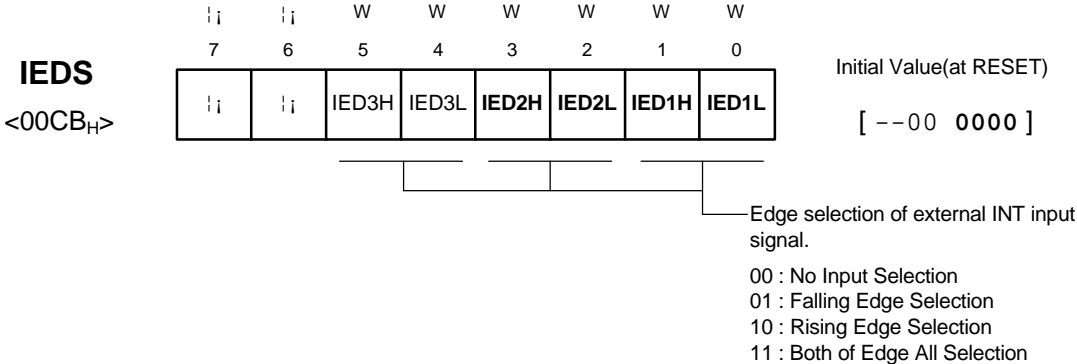 ¦¡ ¦¡ W W W W W W
7 6 5 4 3 2 1 0
IEDS
<00CBH>
¦¡ ¦¡ IED3H IED3L IED2H IED2L IED1H IED1L
Initial Value(at RESET)
[ --00 0000 ]
Edge selection of external INT input
signal.
00 : No Input Selection
01 : Falling Edge Selection
10 : Rising Edge Selection
11 : Both of Edge All Selection